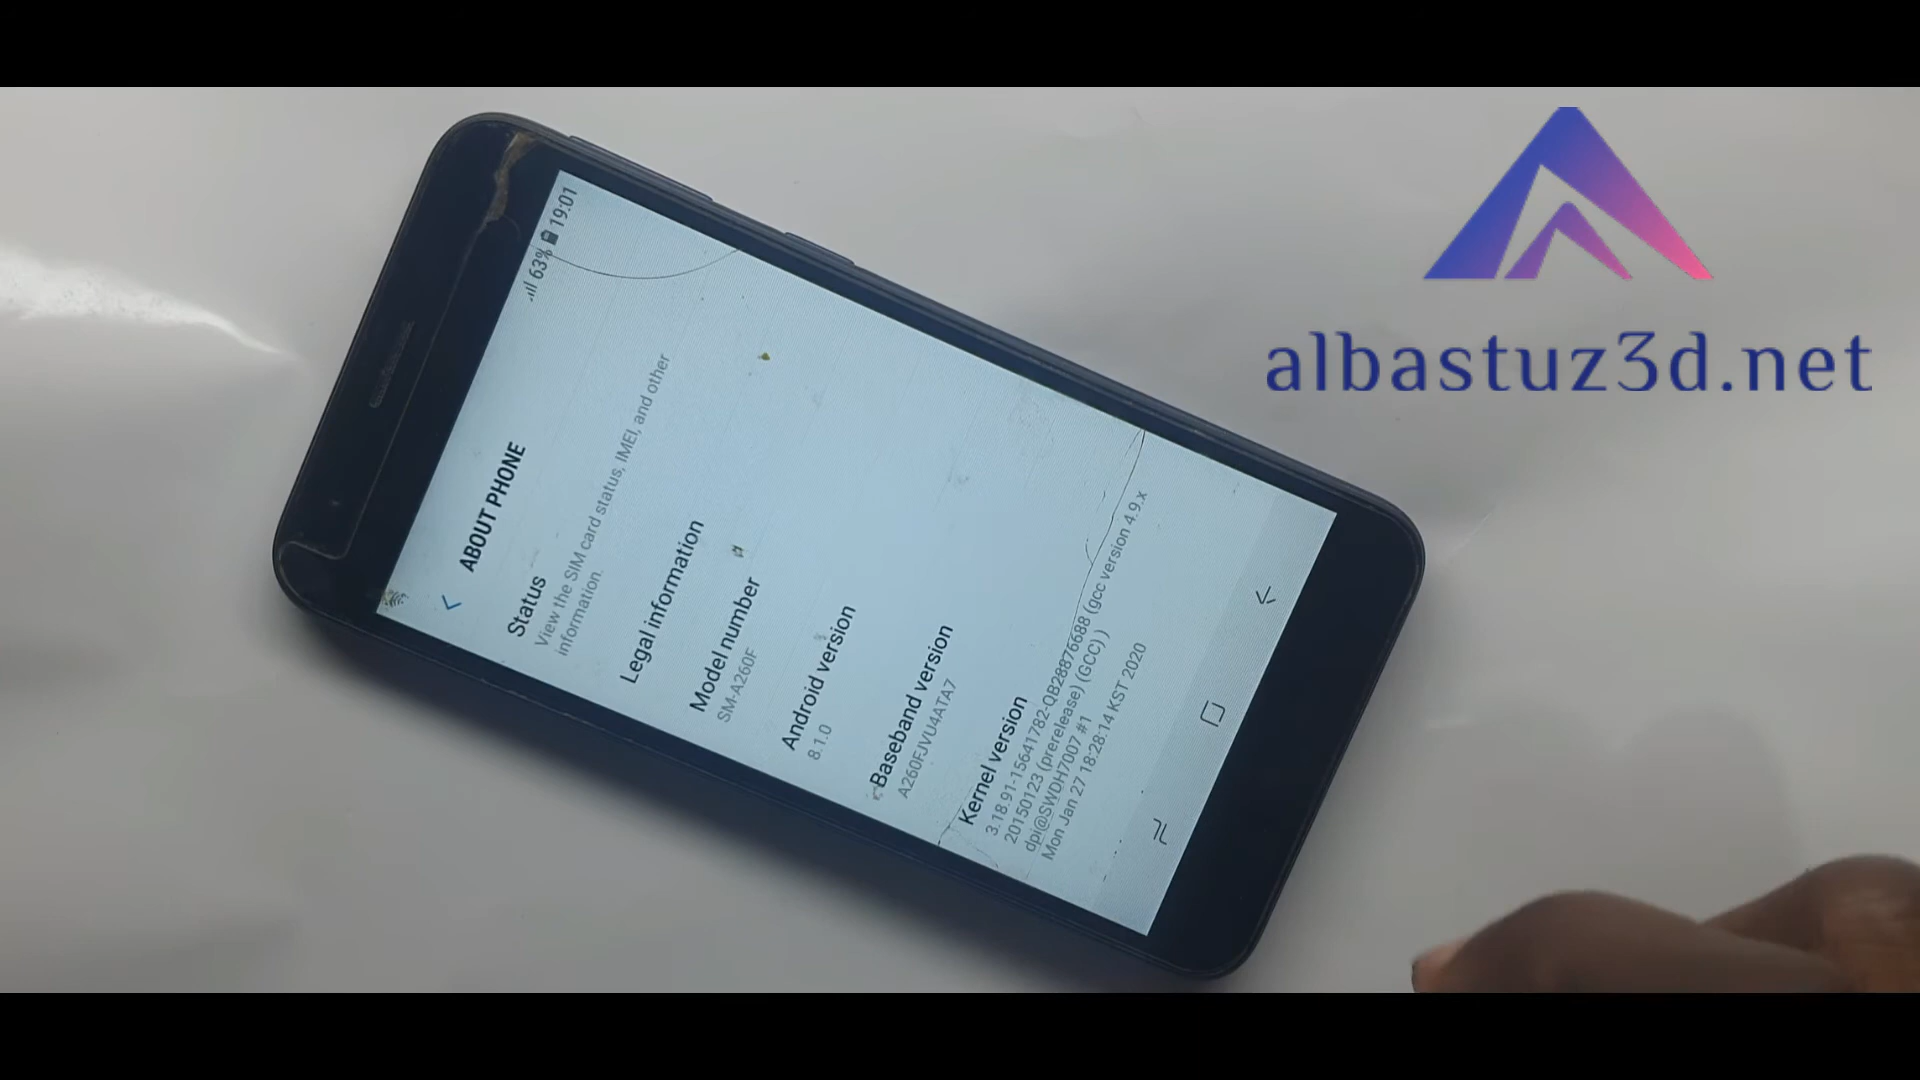 63% 19:01
ABOUT PHONE
Status
View the SIM card status, IMEI, and other
information.
Legal information
Model number
SM-A260F
Android version
8.1.0
Baseband version
A260FJVU4ATA7
Kernel version
3.18.91-15641782-QB28876688 (gcc version 4.9.x
20150123 (prerelease) (GCC) )
dpi@SWDH7007 #1
Mon Jan 27 18:28:14 KST 2020
albastuz3d.net